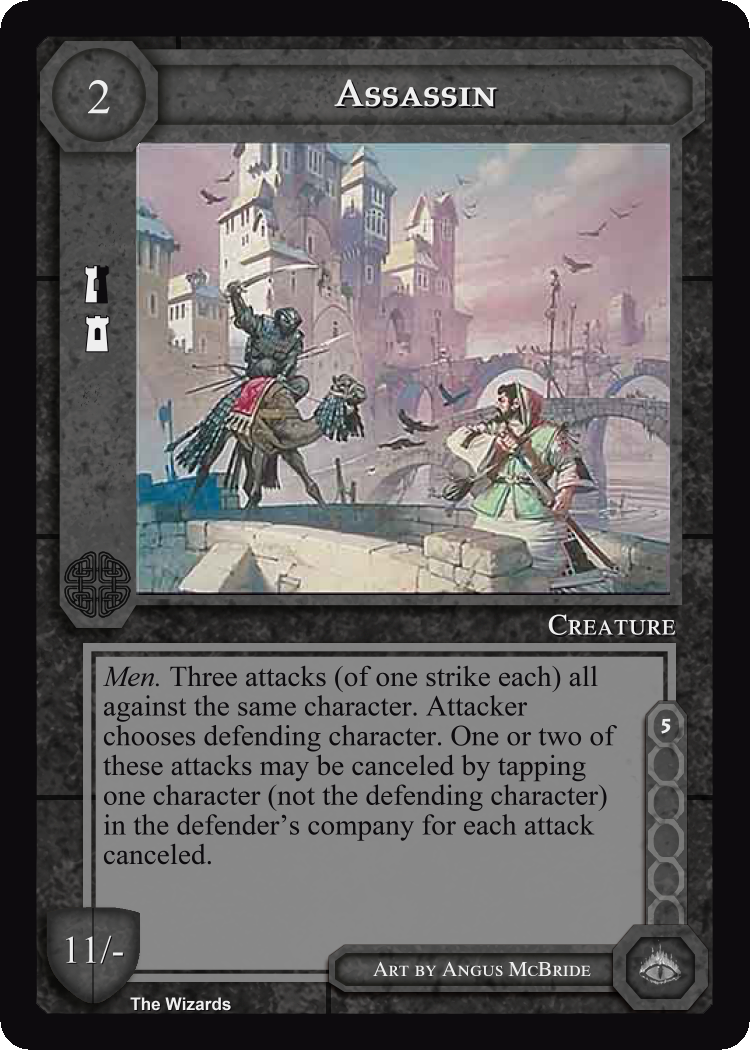 2
Assassin
Creature
Men. Three attacks (of one strike each) all
against the same character. Attacker
chooses defending character. One or two of
these attacks may be canceled by tapping
one character (not the defending character)
in the defender’s company for each attack
canceled.
5
11/-
Art by Angus McBride
The Wizards